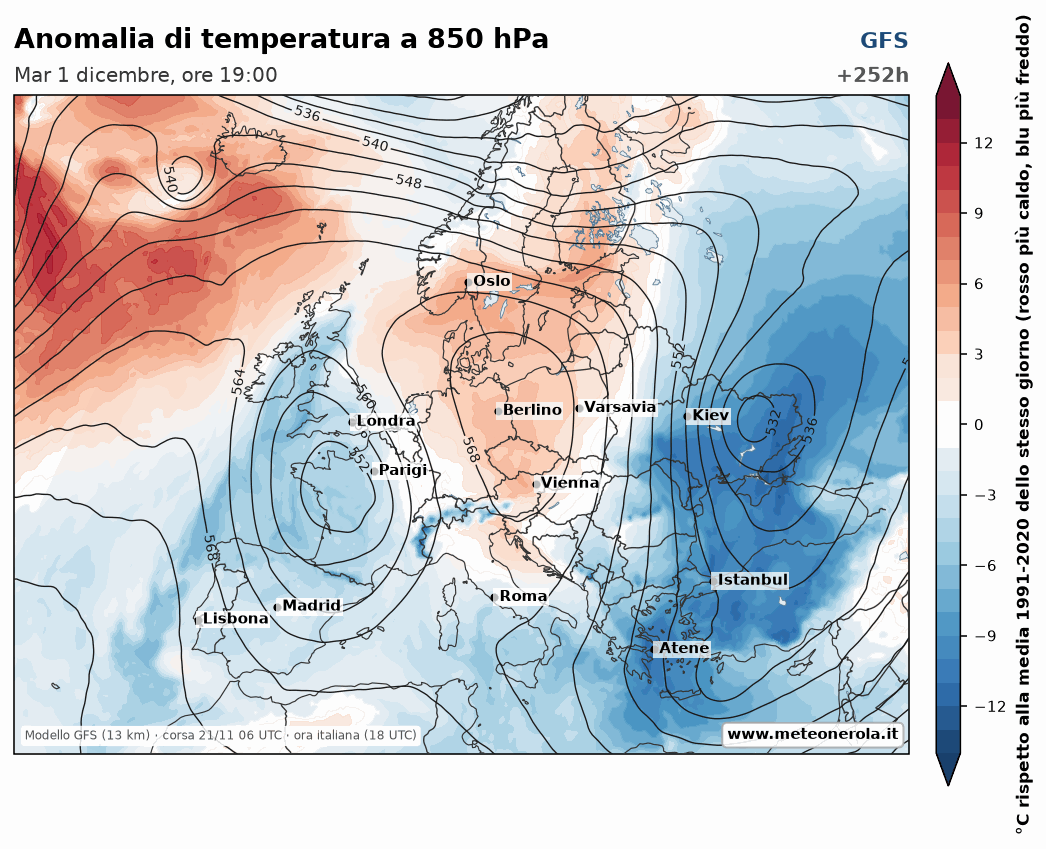 Anomalia di temperatura a 850 hPa
GFS
Mar 1 dicembre, ore 19:00
+252h
536
540
548
540
552
564
560
552
568
568
532
536
Oslo
Berlino
Varsavia
Kiev
Londra
Parigi
Vienna
Istanbul
Roma
Madrid
Lisbona
Atene
Modello GFS (13 km) · corsa 21/11 06 UTC · ora italiana (18 UTC)
www.meteonerola.it
12
9
6
3
0
−3
−6
−9
−12
°C rispetto alla media 1991-2020 dello stesso giorno (rosso più caldo, blu più freddo)